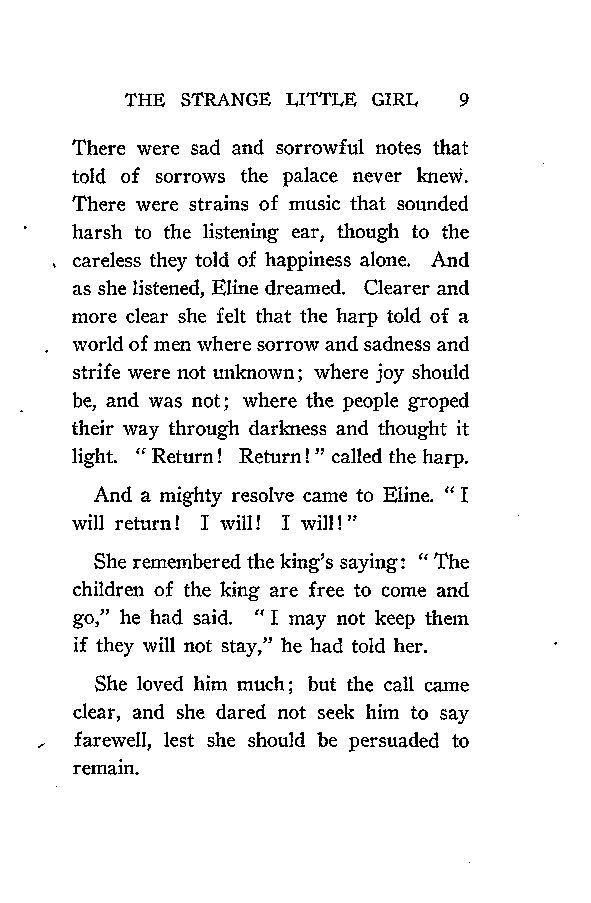 THE STRANGE LITTLE GIRL 9
There were sad and sorrowful notes that
told of sorrows the palace never knew.
There were strains of music that sounded
harsh to the listening ear, though to the
careless they told of happiness alone. And
as she listened, Eline dreamed. Clearer and
more clear she felt that the harp told of a
world of men where sorrow and sadness and
strife were not unknown; where joy should
be, and was not; where the people groped
their way through darkness and thought it
light. “Return! Return!” called the harp.
And a mighty resolve came to Eline. “I
will return! I will! I will!”
She remembered the king’s saying: “The
children of the king are free to come and
go,” he had said. “I may not keep them
if they will not stay,” he had told her.
She loved him much; but the call came
clear, and she dared not seek him to say
farewell, lest she should be persuaded to
remain.